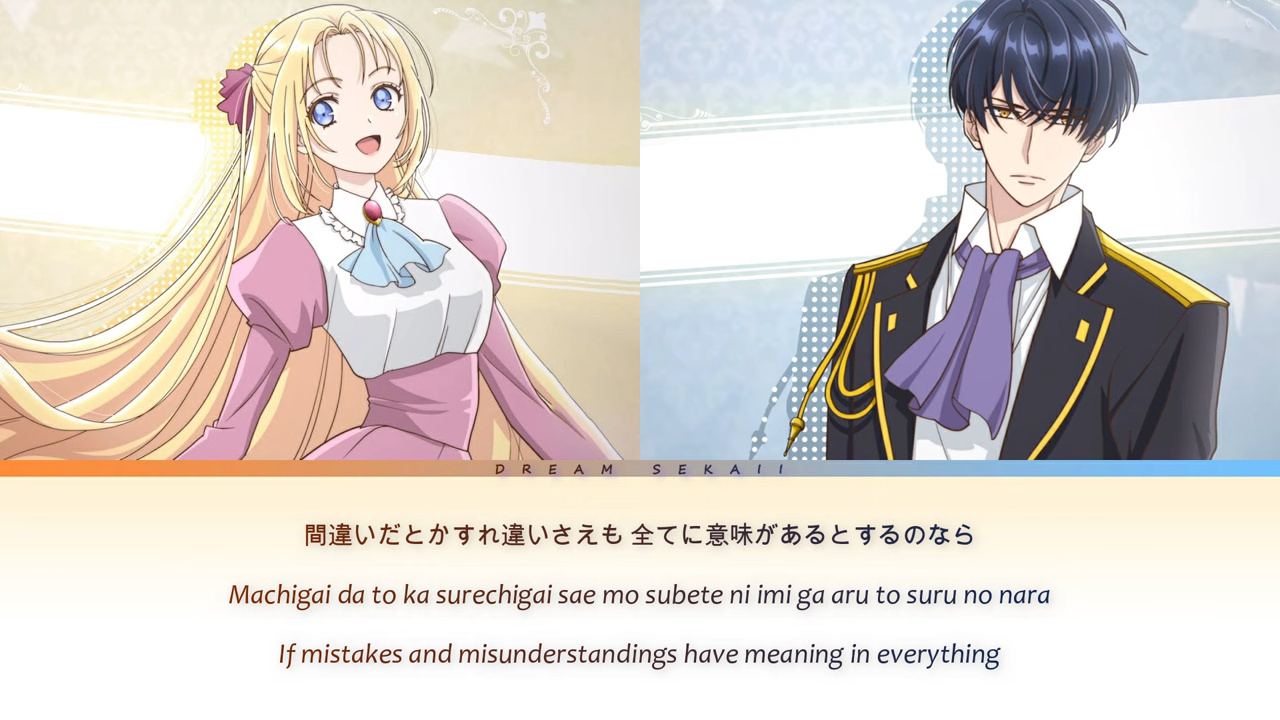 DREAM SEKAII
間違いだとかすれ違いさえも 全てに意味があるとするのなら
Machigai da to ka surechigai sae mo subete ni imi ga aru to suru no nara
If mistakes and misunderstandings have meaning in everything